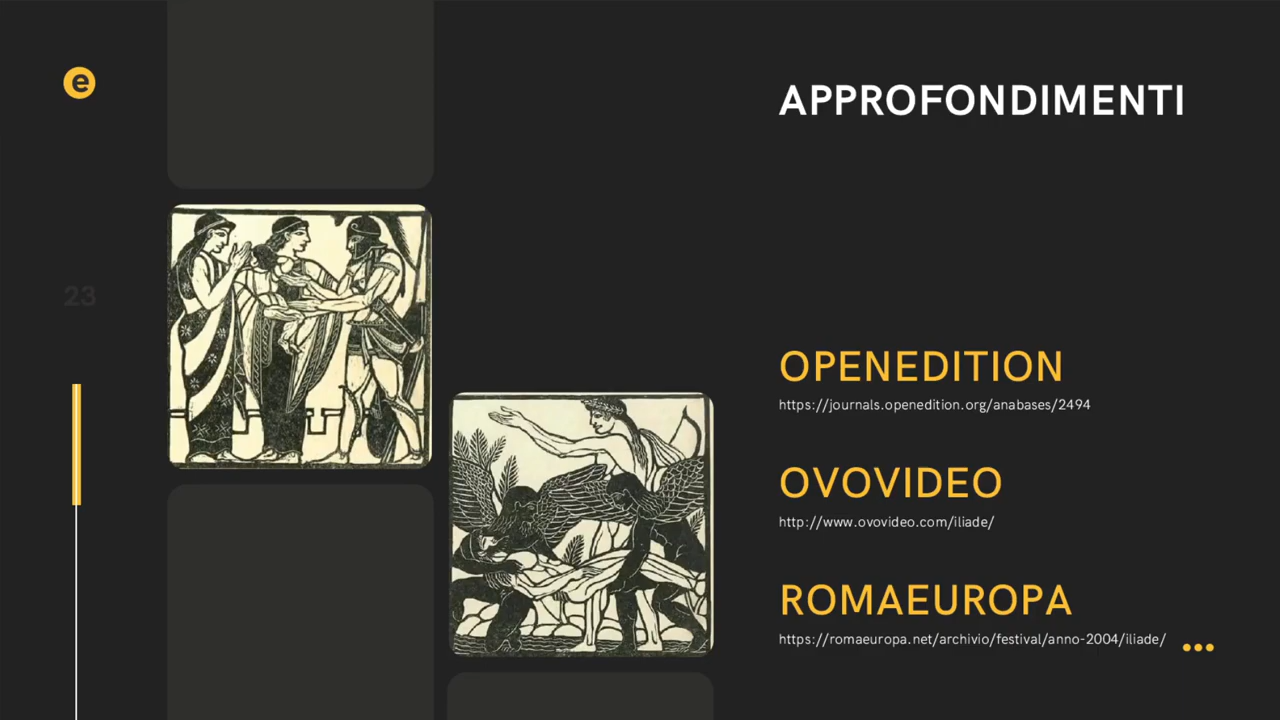 e
APPROFONDIMENTI
23
OPENEDITION
https://journals.openedition.org/anabases/2494
OVOVIDEO
http://www.ovovideo.com/iliade/
ROMAEUROPA
https://romaeuropa.net/archivio/festival/anno-2004/iliade/